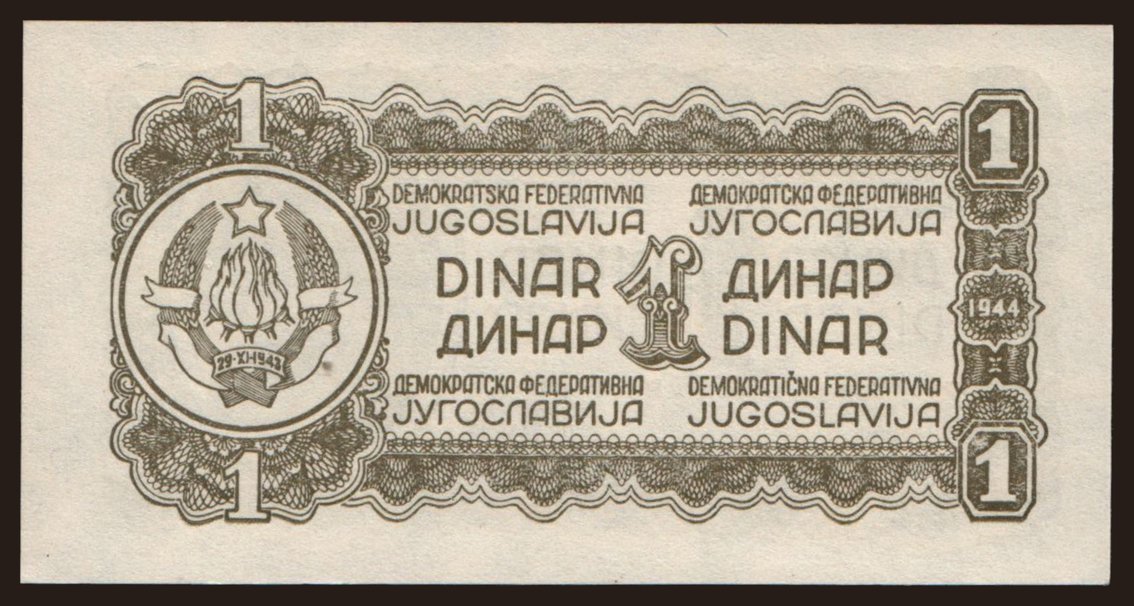 1
1
DEMOKRATSKA FEDERATIVNA
JUGOSLAVIJA
ДЕМОКРАТСКА ФЕДЕРАТИВНА
ЈУГОСЛАВИЈА
DINAR 1 ДИНАР
1944
ДИНАР DINAR
29·XI·1943
ДЕМОКРАТСКА ФЕДЕРАТИВНА
ЈУГОСЛАВИЈА
DEMOKRATIČNA FEDERATIVNA
JUGOSLAVIJA
1
1